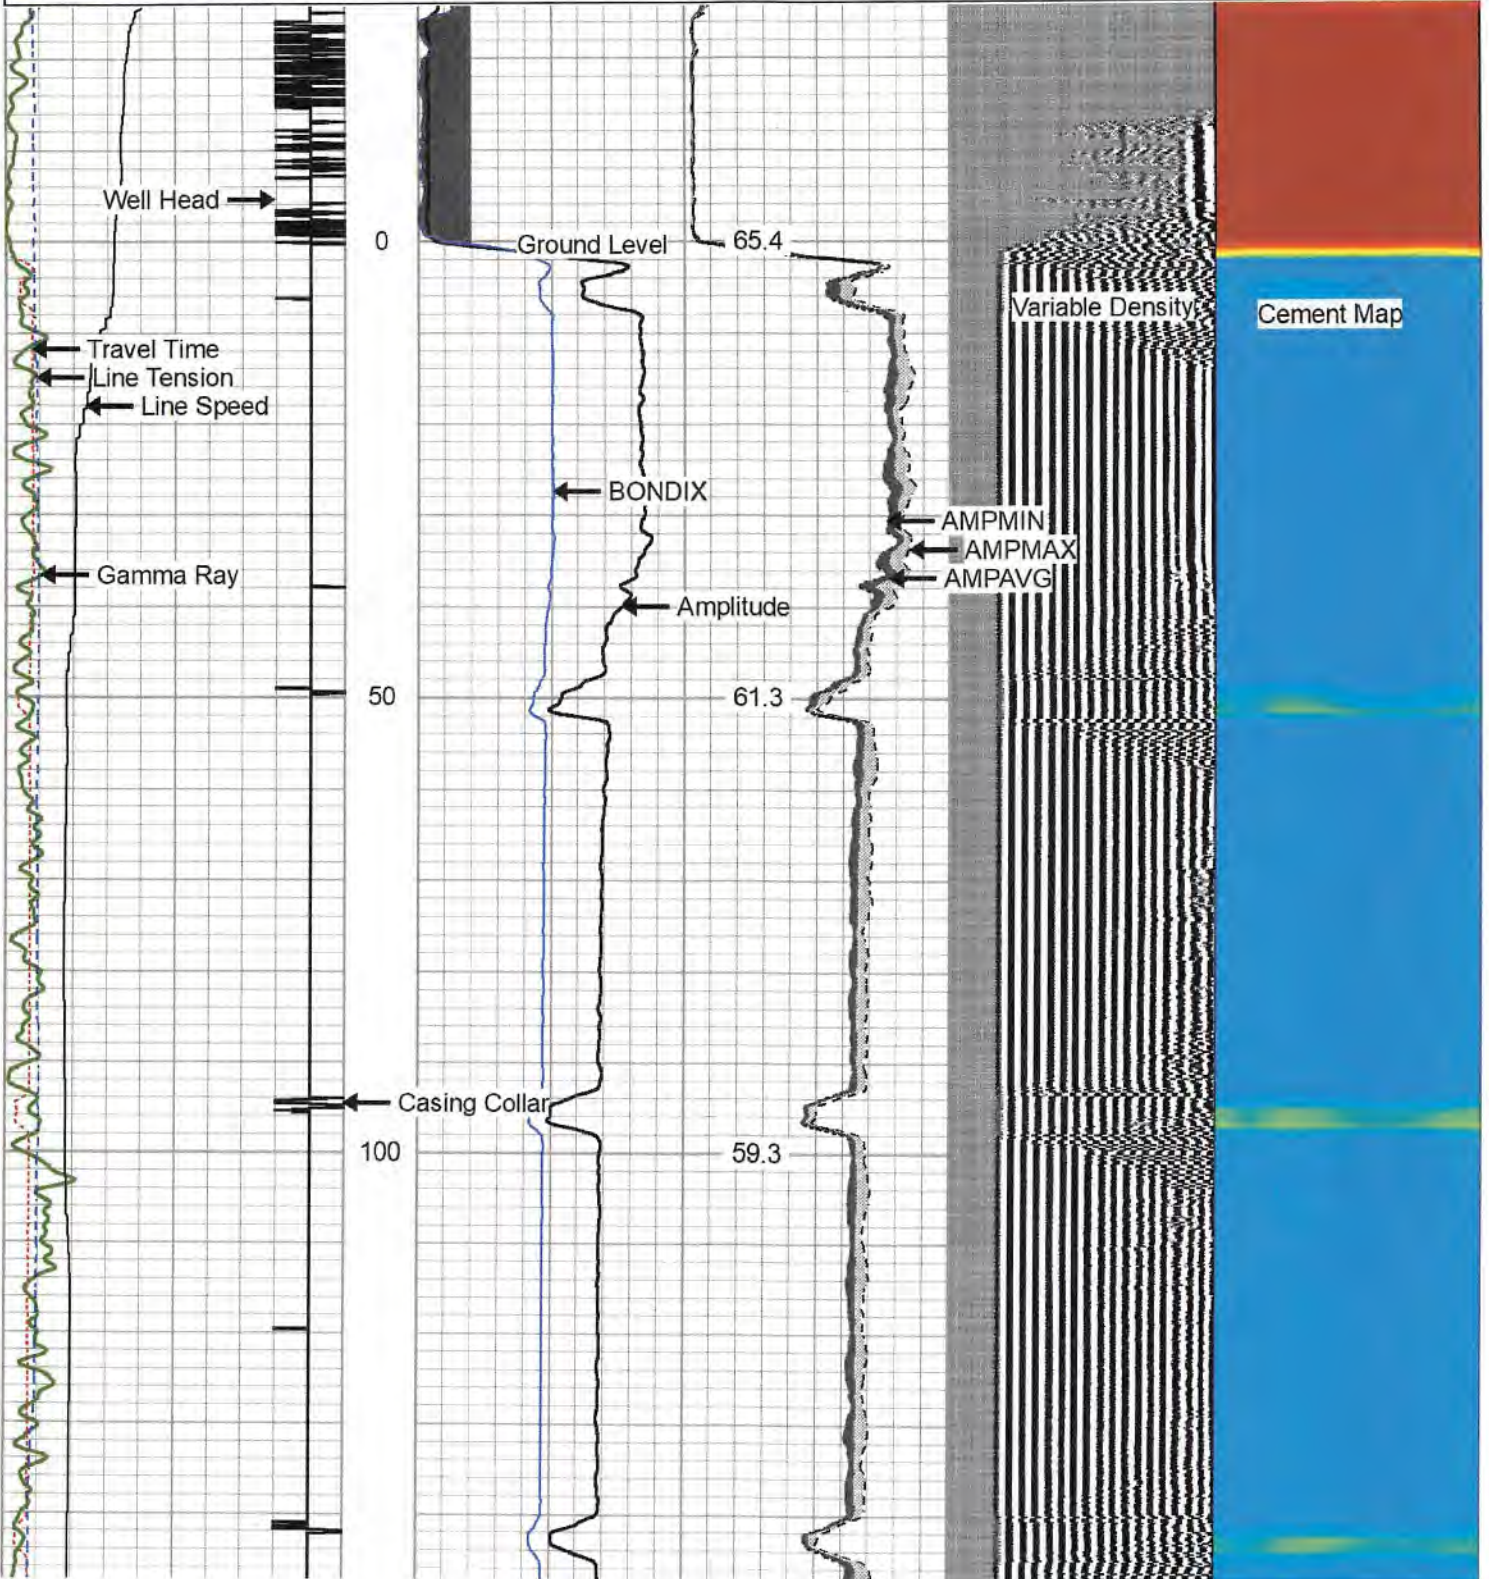 Well Head
0
Ground Level
65.4
Variable Density
Cement Map
Travel Time
Line Tension
Line Speed
BONDIX
AMPMIN
AMPMAX
Gamma Ray
AMPAVG
Amplitude
50
61.3
Casing Collar
100
59.3